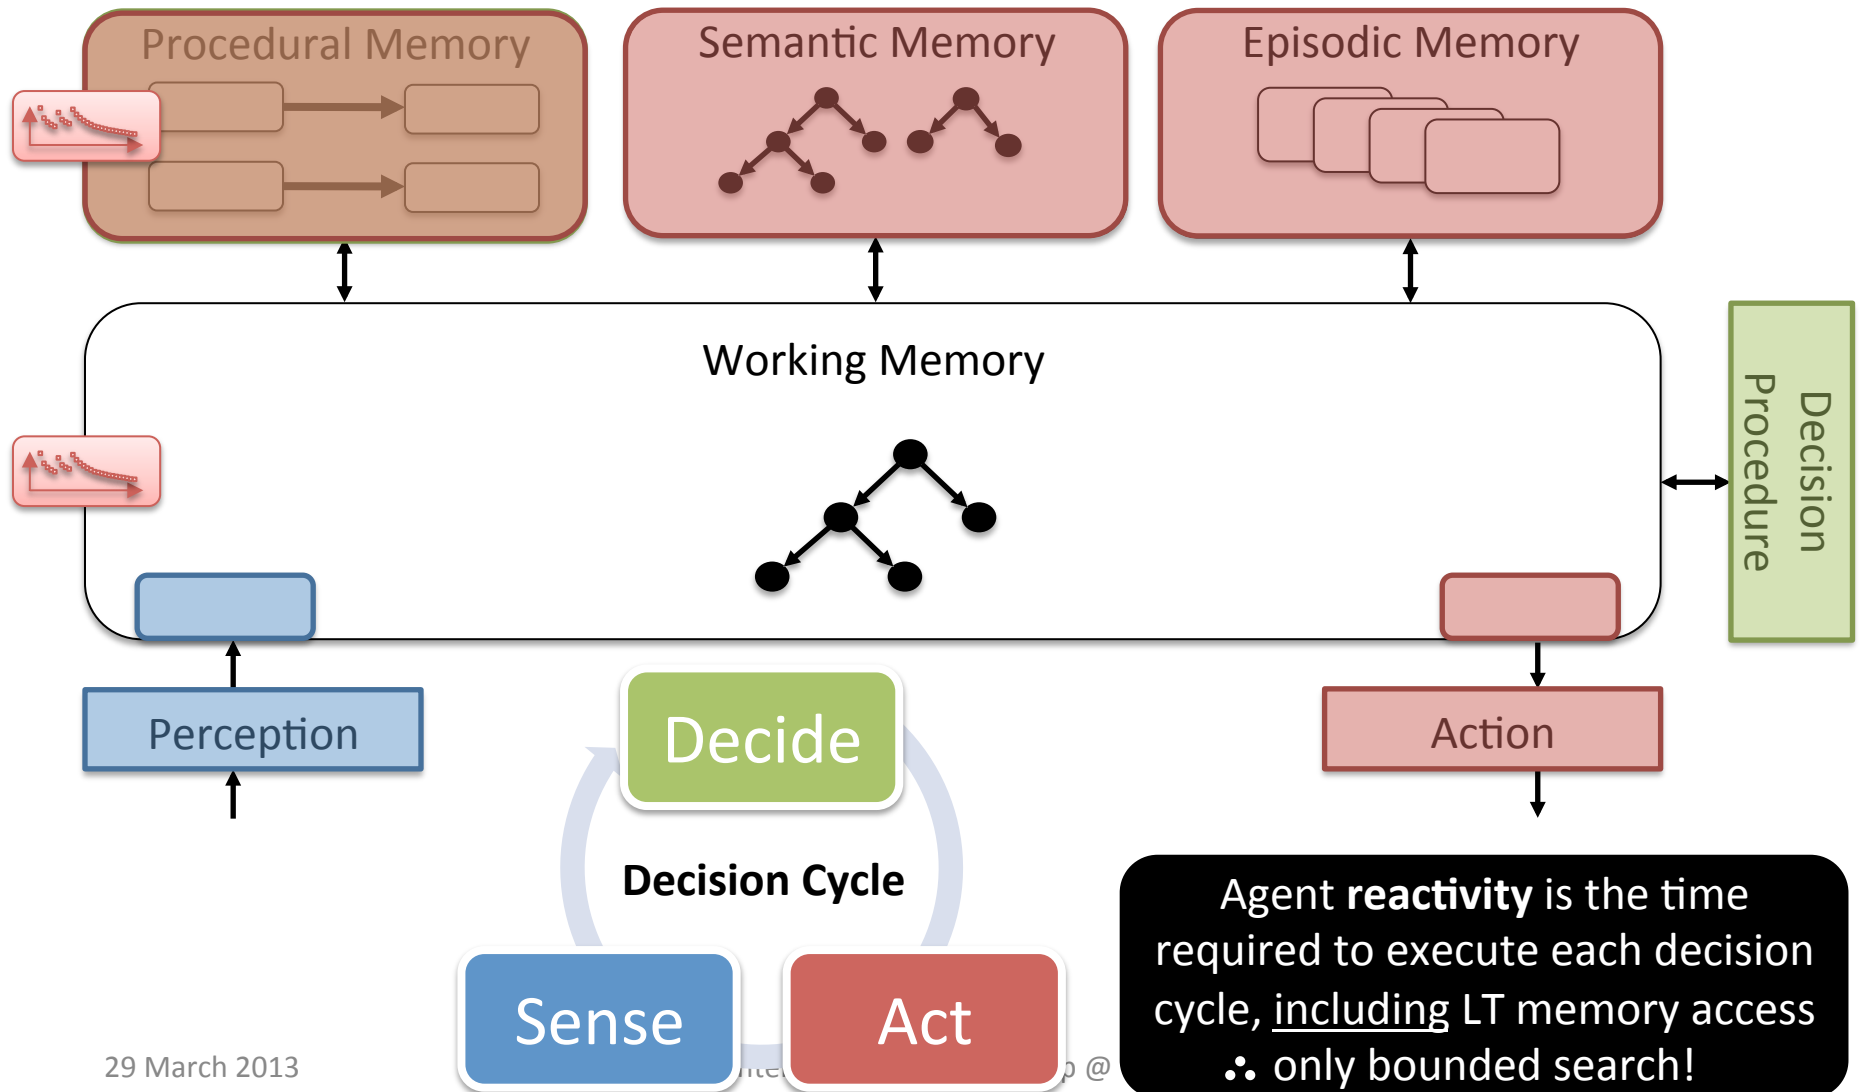 Procedural Memory
Semantic Memory
Episodic Memory
Working Memory
Decision
Procedure
Perception
Action
Decide
Decision Cycle
Sense
Act
Agent reactivity is the time
required to execute each decision
cycle, including LT memory access
∴ only bounded search!
29 March 2013
@